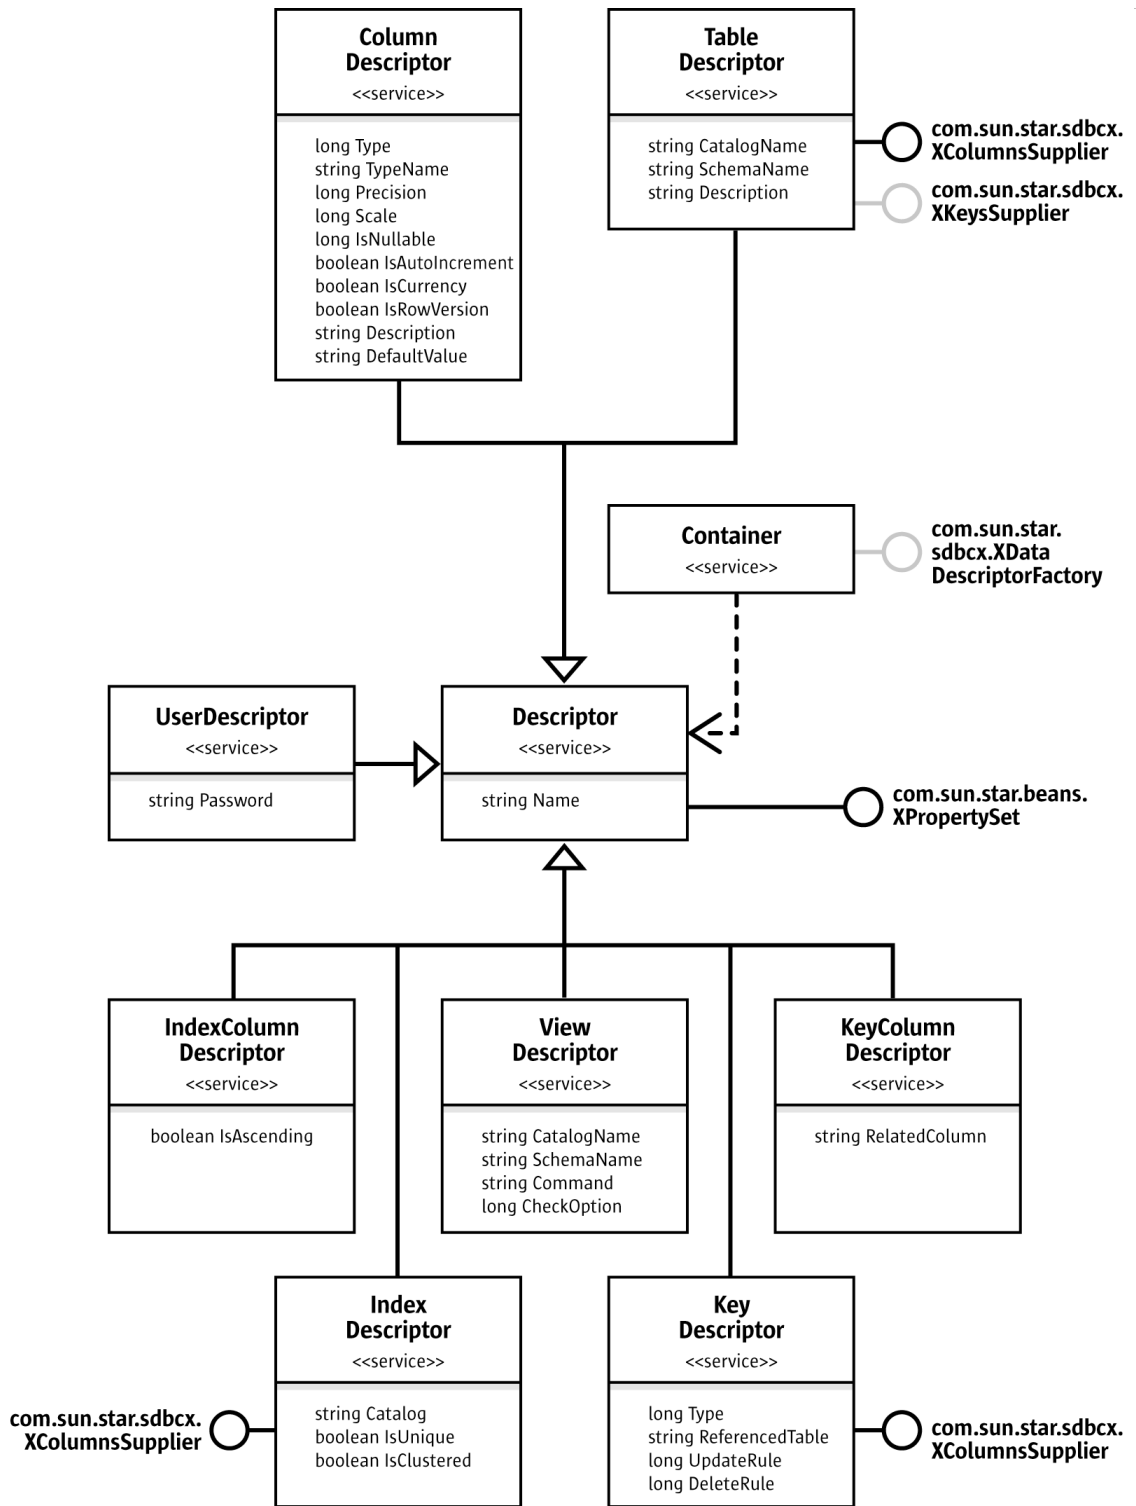 Column
Descriptor
<<service>>
long Type
string TypeName
long Precision
long Scale
long IsNullable
boolean IsAutoIncrement
boolean IsCurrency
boolean IsRowVersion
string Description
string DefaultValue
Table
Descriptor
<<service>>
string CatalogName
string SchemaName
string Description
com.sun.star.sdbcx.
XColumnsSupplier
com.sun.star.sdbcx.
XKeysSupplier
Container
<<service>>
com.sun.star.
sdbcx.XData
DescriptorFactory
UserDescriptor
<<service>>
string Password
Descriptor
<<service>>
string Name
com.sun.star.beans.
XPropertySet
IndexColumn
Descriptor
<<service>>
boolean IsAscending
View
Descriptor
<<service>>
string CatalogName
string SchemaName
string Command
long CheckOption
KeyColumn
Descriptor
<<service>>
string RelatedColumn
com.sun.star.sdbcx.
XColumnsSupplier
Index
Descriptor
<<service>>
string Catalog
boolean IsUnique
boolean IsClustered
Key
Descriptor
<<service>>
long Type
string ReferencedTable
long UpdateRule
long DeleteRule
com.sun.star.sdbcx.
XColumnsSupplier